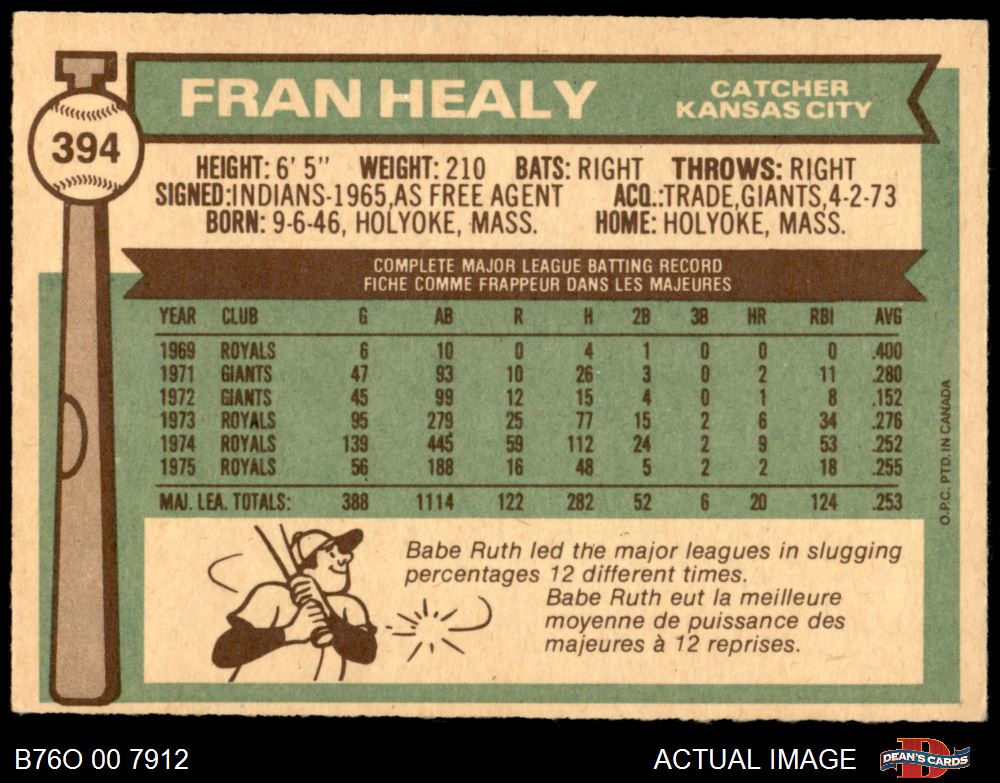 FRAN HEALY
CATCHER
KANSAS CITY
394
HEIGHT: 6' 5" WEIGHT: 210 BATS: RIGHT THROWS: RIGHT
SIGNED:INDIANS-1965,AS FREE AGENT ACQ.:TRADE,GIANTS,4-2-73
BORN: 9-6-46, HOLYOKE, MASS. HOME: HOLYOKE, MASS.
COMPLETE MAJOR LEAGUE BATTING RECORD
FICHE COMME FRAPPEUR DANS LES MAJEURES
YEAR CLUB G AB R H 2B 3B HR RBI AVG
1969 ROYALS 6 10 0 4 1 0 0 0 .400
1971 GIANTS 47 93 10 26 3 0 2 11 .280
1972 GIANTS 45 99 12 15 4 0 1 8 .152
1973 ROYALS 95 279 25 77 15 2 6 34 .276
1974 ROYALS 139 445 59 112 24 2 9 53 .252
1975 ROYALS 56 188 16 48 5 2 2 18 .255
MAJ. LEA. TOTALS: 388 1114 122 282 52 6 20 124 .253
O.P.C. PTD. IN CANADA
Babe Ruth led the major leagues in slugging
percentages 12 different times.
Babe Ruth eut la meilleure
moyenne de puissance des
majeures à 12 reprises.
B76O 00 7912
ACTUAL IMAGE
DEAN'S CARDS